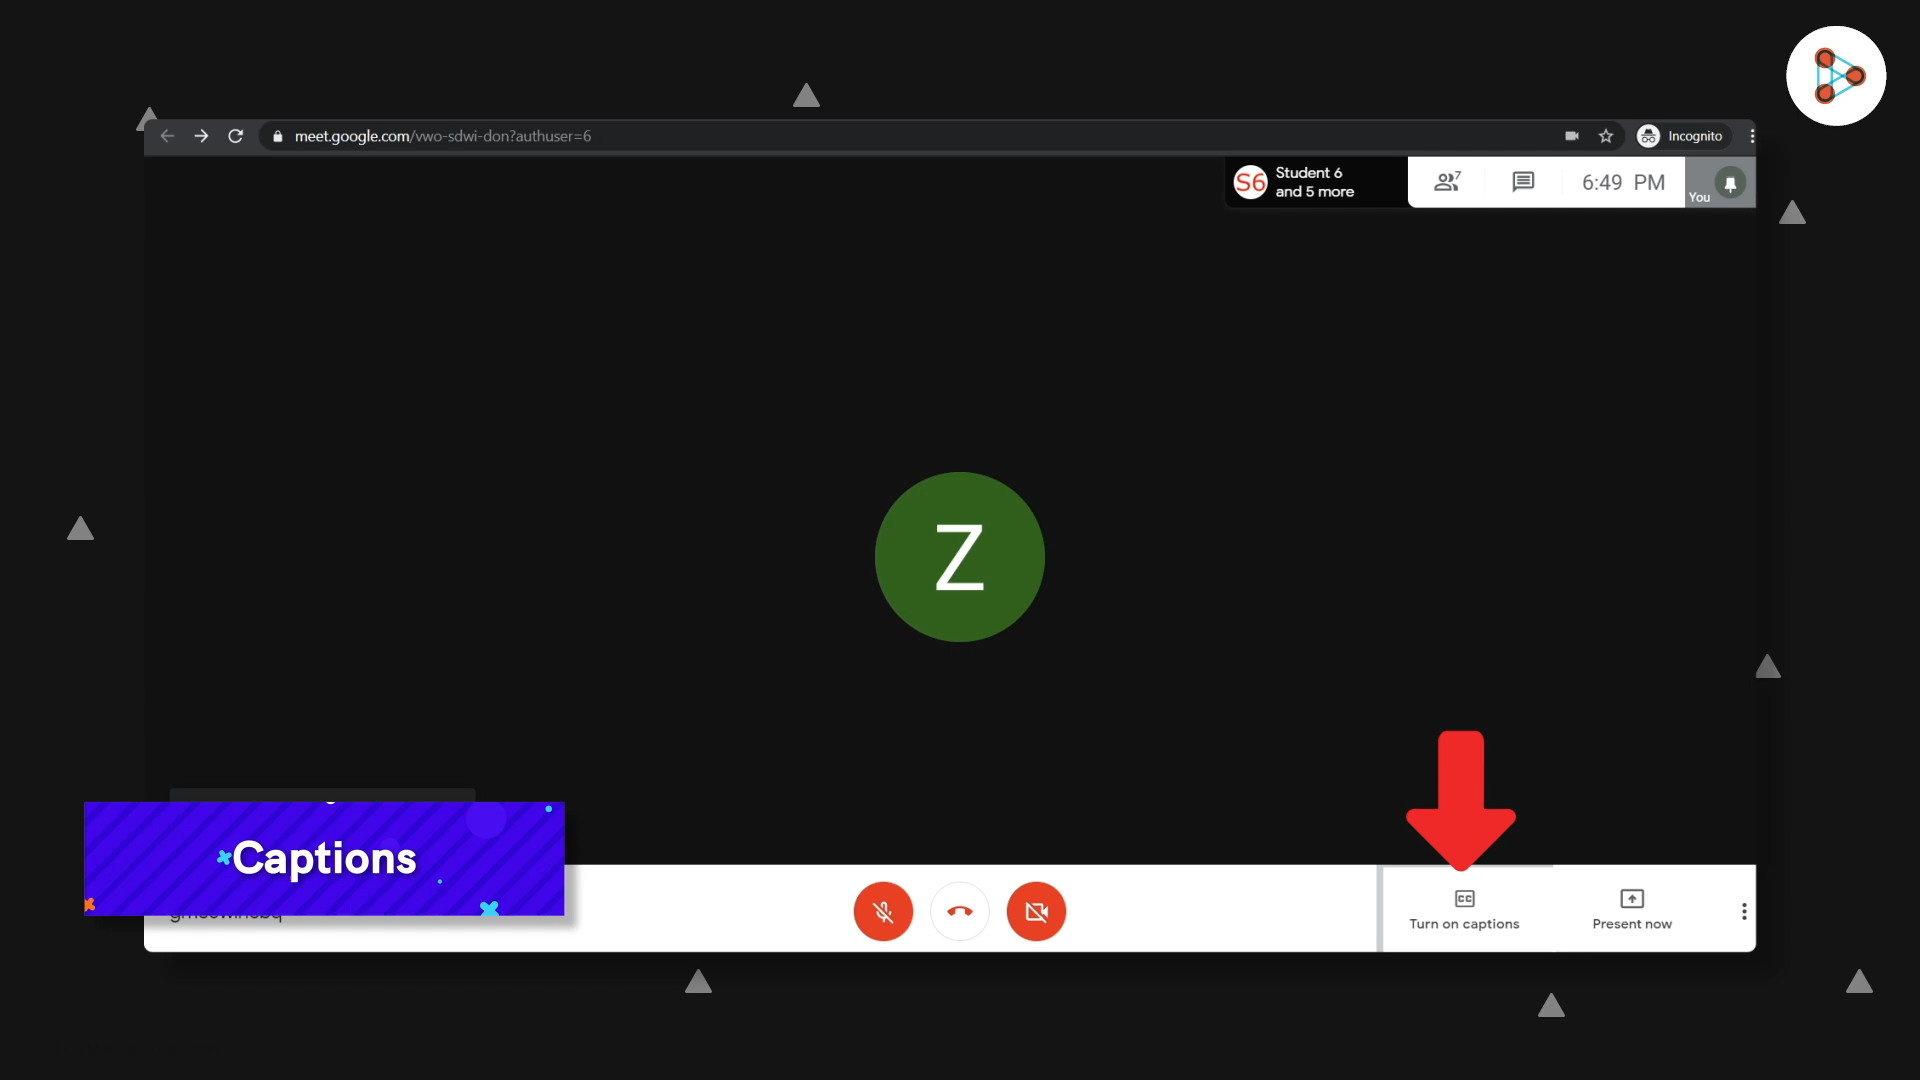 meet.google.com/vwo-sdwi-don?authuser=6
Incognito
S6
Student 6
and 5 more
7
6:49 PM
You
Z
Captions
CC
Turn on captions
Present now